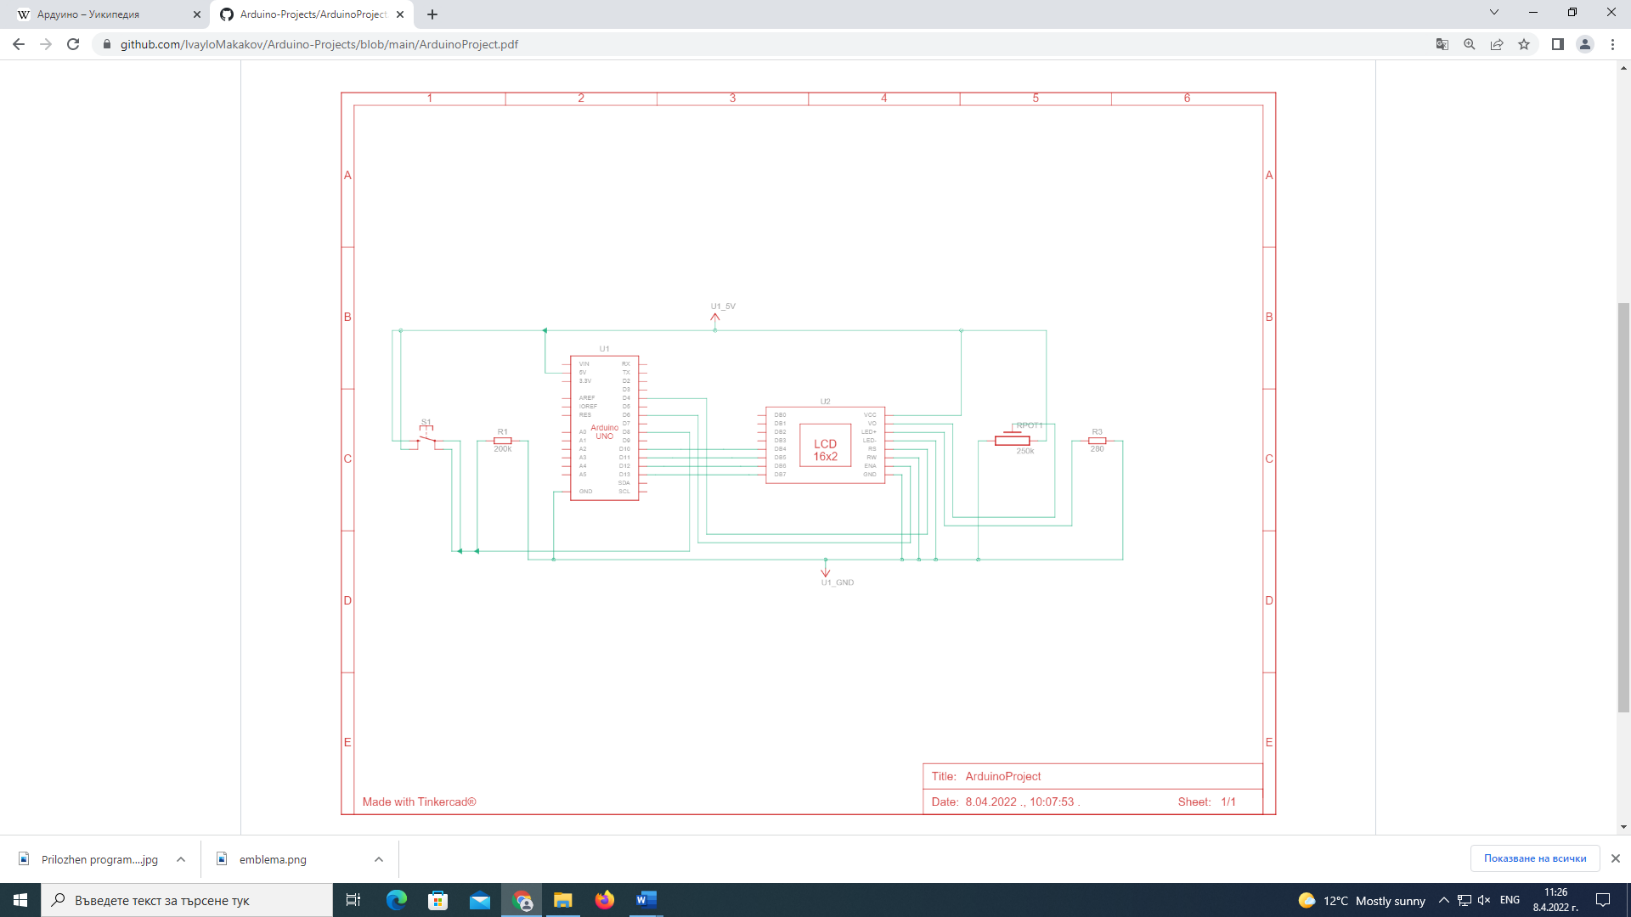 Ардуино – Уикипедия
Arduino-Projects/ArduinoProject
github.com/IvayloMakakov/Arduino-Projects/blob/main/ArduinoProject.pdf
1 2 3 4 5 6
A A
U1_5V
B B
U1
VIN RX
5V TX
3.3V D2
D3
AREF D4
IOREF D5
RES D6
D7
A0 D8
A1 D9
A2 D10
A3 D11
A4 D12
A5 D13
SDA
GND SCL
Arduino
UNO
U2
DB0 VCC
DB1 VO
DB2 LED+
DB3 LED-
DB4 RS
DB5 RW
DB6 ENA
DB7 GND
LCD
16x2
S1
R1
200k
RPOT1
250k
R3
280
C C
U1_GND
D D
E E
Title: ArduinoProject
Made with Tinkercad®
Date: 8.04.2022 ., 10:07:53 .
Sheet: 1/1
Prilozhen program....jpg
emblema.png
Показване на всички
Въведете текст за търсене тук
12°C Mostly sunny
ENG
11:26
8.4.2022 г.